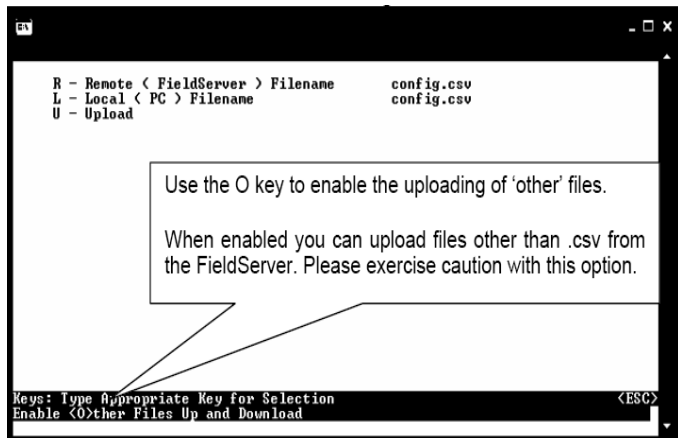 R - Remote ( FieldServer ) Filename config.csv
L - Local ( PC ) Filename config.csv
U - Upload
Use the O key to enable the uploading of ‘other’ files.
When enabled you can upload files other than .csv from
the FieldServer. Please exercise caution with this option.
Keys: Type Appropriate Key for Selection <ESC>
Enable <O>ther Files Up and Download